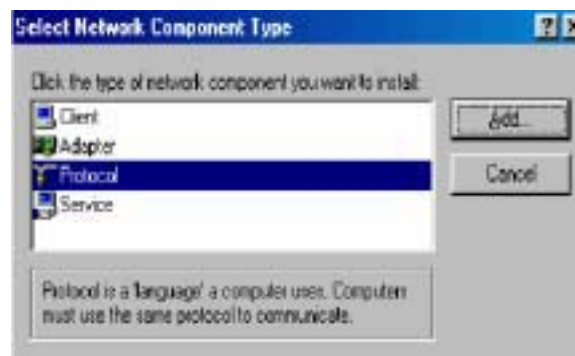 Select Network Component Type
Click the type of network component you want to install:
Client
Adapter
Protocol
Service
Add...
Cancel
Protocol is a 'language' a computer uses. Computers
must use the same protocol to communicate.